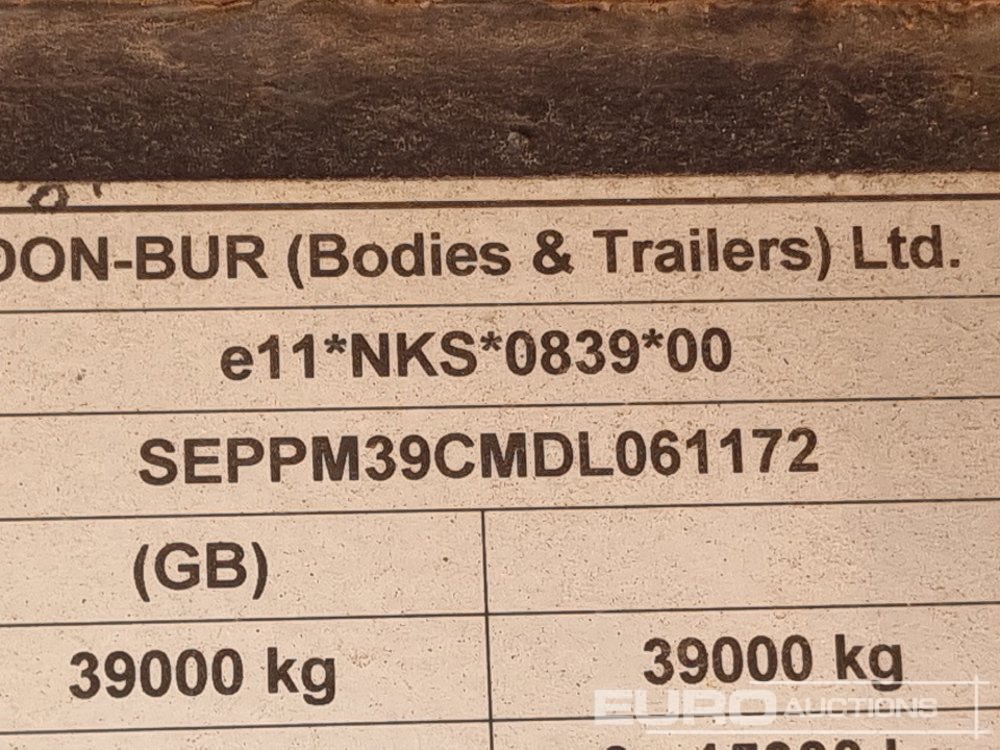 DON-BUR (Bodies & Trailers) Ltd.
e11*NKS*0839*00
SEPPM39CMDL061172
(GB)
39000 kg 39000 kg
EURO AUCTIONS